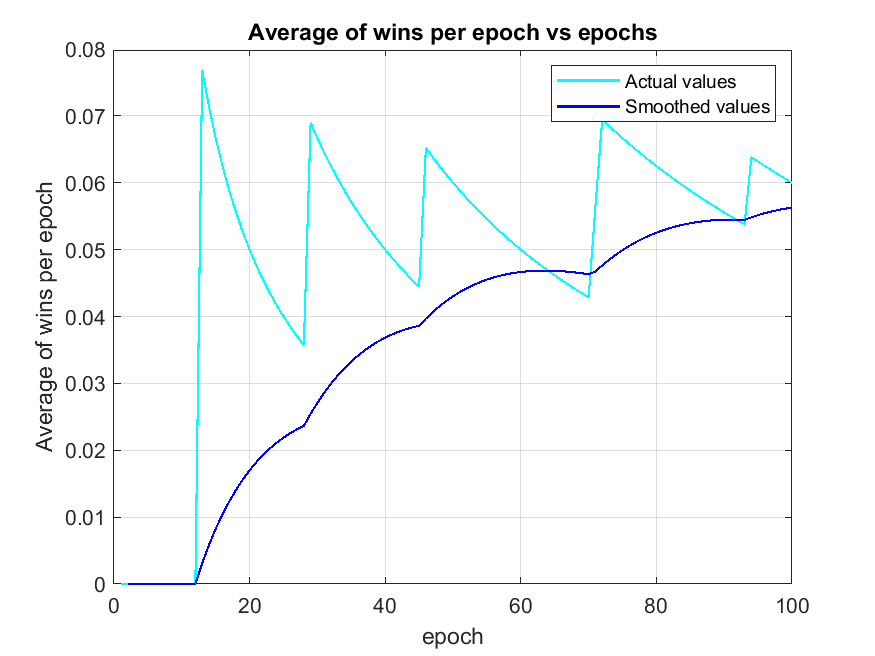 Average of wins per epoch vs epochs
Average of wins per epoch
0.08
0.07
0.06
0.05
0.04
0.03
0.02
0.01
0
Actual values
Smoothed values
0 20 40 60 80 100
epoch